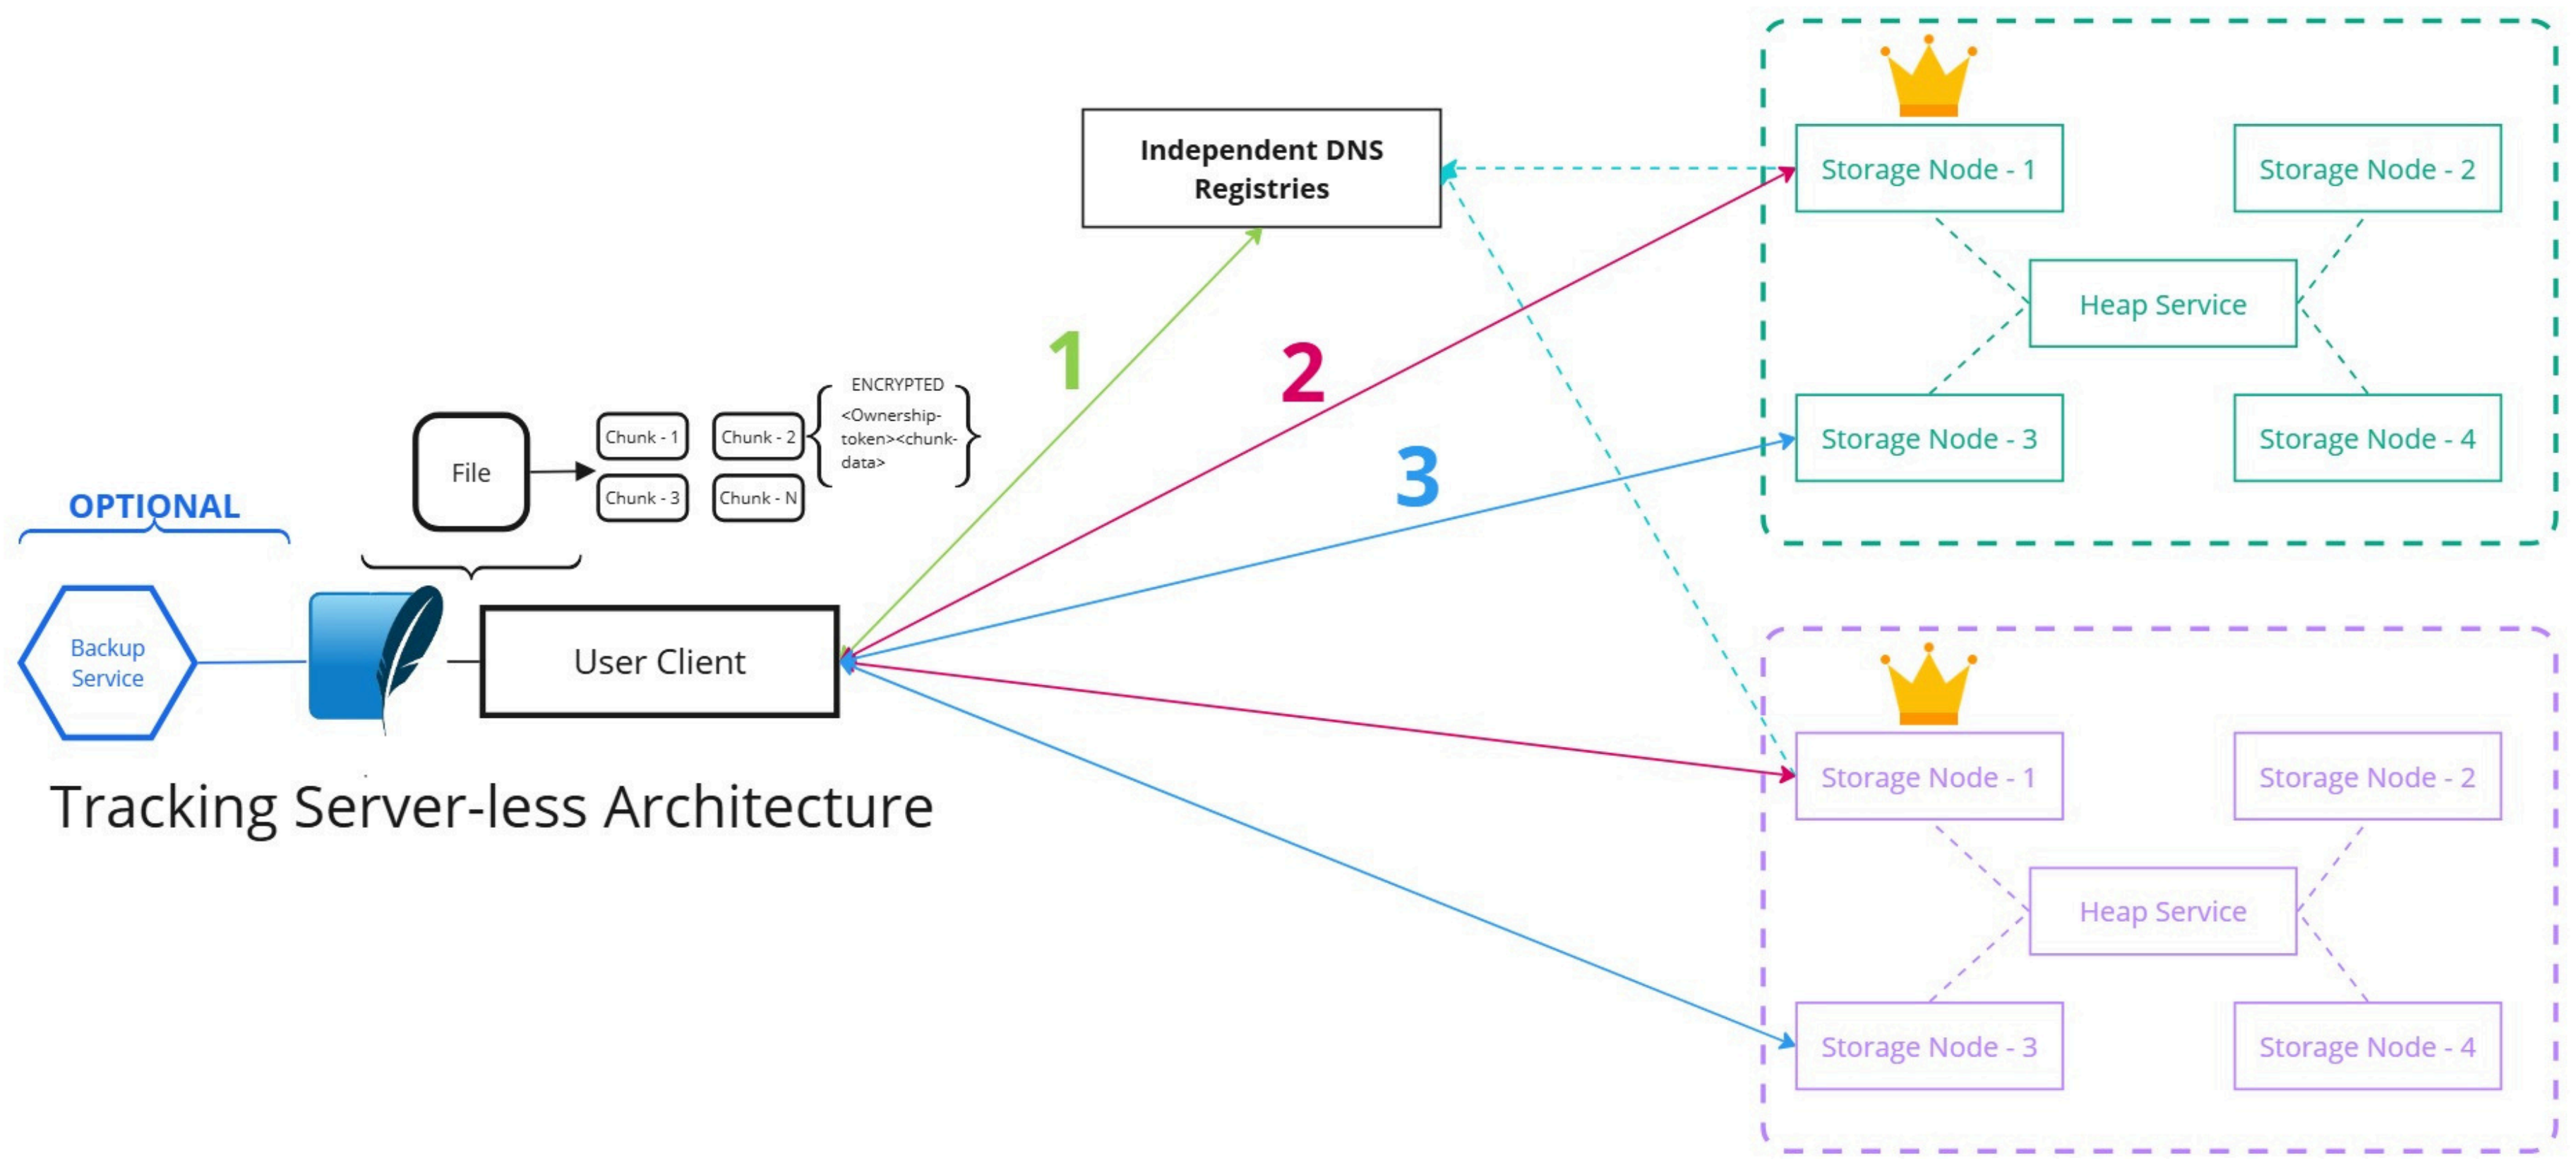 Independent DNS
Registries
Storage Node - 1
Storage Node - 2
Heap Service
Storage Node - 3
Storage Node - 4
1
2
3
ENCRYPTED
<Ownership-
token><chunk-
data>
File
Chunk - 1
Chunk - 2
Chunk - 3
Chunk - N
OPTIONAL
Backup
Service
User Client
Tracking Server-less Architecture
Storage Node - 1
Storage Node - 2
Heap Service
Storage Node - 3
Storage Node - 4